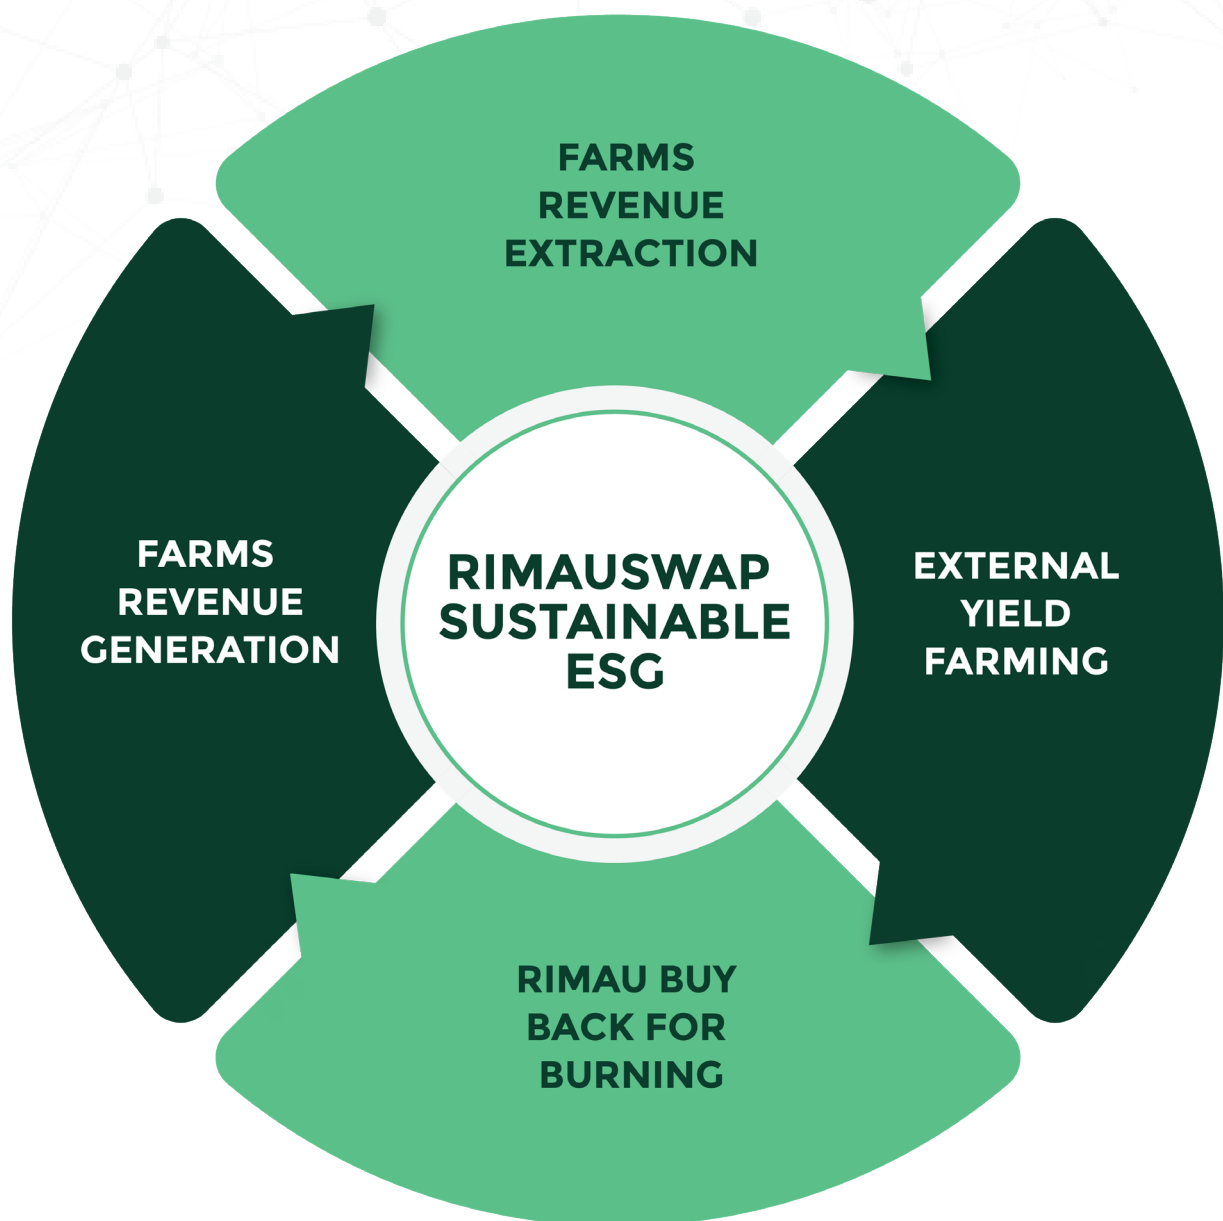 FARMS
REVENUE
EXTRACTION
FARMS
REVENUE
GENERATION
RIMAUSWAP
SUSTAINABLE
ESG
EXTERNAL
YIELD
FARMING
RIMAU BUY
BACK FOR
BURNING